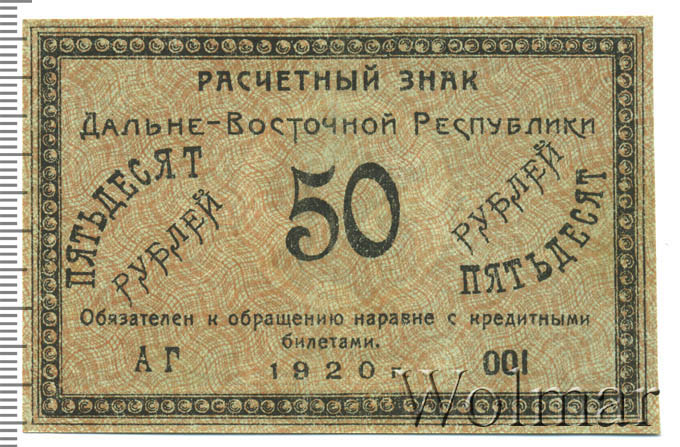 РАСЧЕТНЫЙ ЗНАК
ДАЛЬНЕ-ВОСТОЧНОЙ РЕСПУБЛИКИ
ПЯТЬДЕСЯТ РУБЛЕЙ
50
РУБЛЕЙ ПЯТЬДЕСЯТ
Обязателен к обращению наравне с кредитными
билетами.
АГ 001
1920 г.
Wolmar